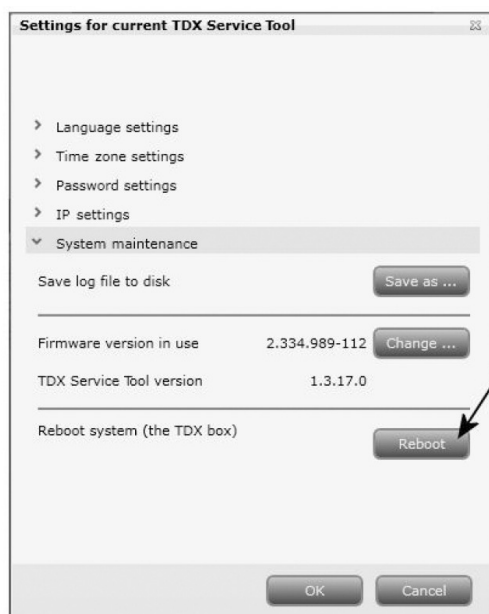 Settings for current TDX Service Tool
Language settings
Time zone settings
Password settings
IP settings
System maintenance
Save log file to disk Save as ...
Firmware version in use 2.334.989-112 Change ...
TDX Service Tool version 1.3.17.0
Reboot system (the TDX box) Reboot
OK Cancel